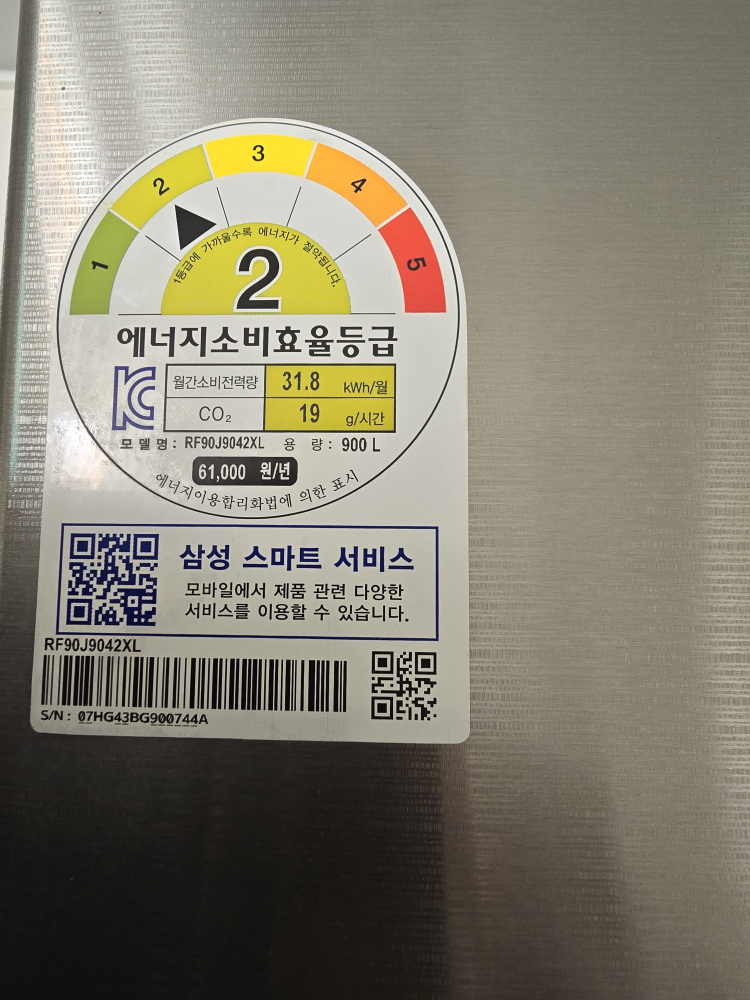 1 2 3 4 5
1등급에 가까울수록 에너지가 절약됩니다.
2
에너지소비효율등급
월간소비전력량 31.8 kWh/월
CO₂ 19 g/시간
모델명: RF90J9042XL 용 량: 900 L
61,000 원/년
에너지이용합리화법에 의한 표시
삼성 스마트 서비스
모바일에서 제품 관련 다양한
서비스를 이용할 수 있습니다.
RF90J9042XL
S/N : 07HG43BG900744A